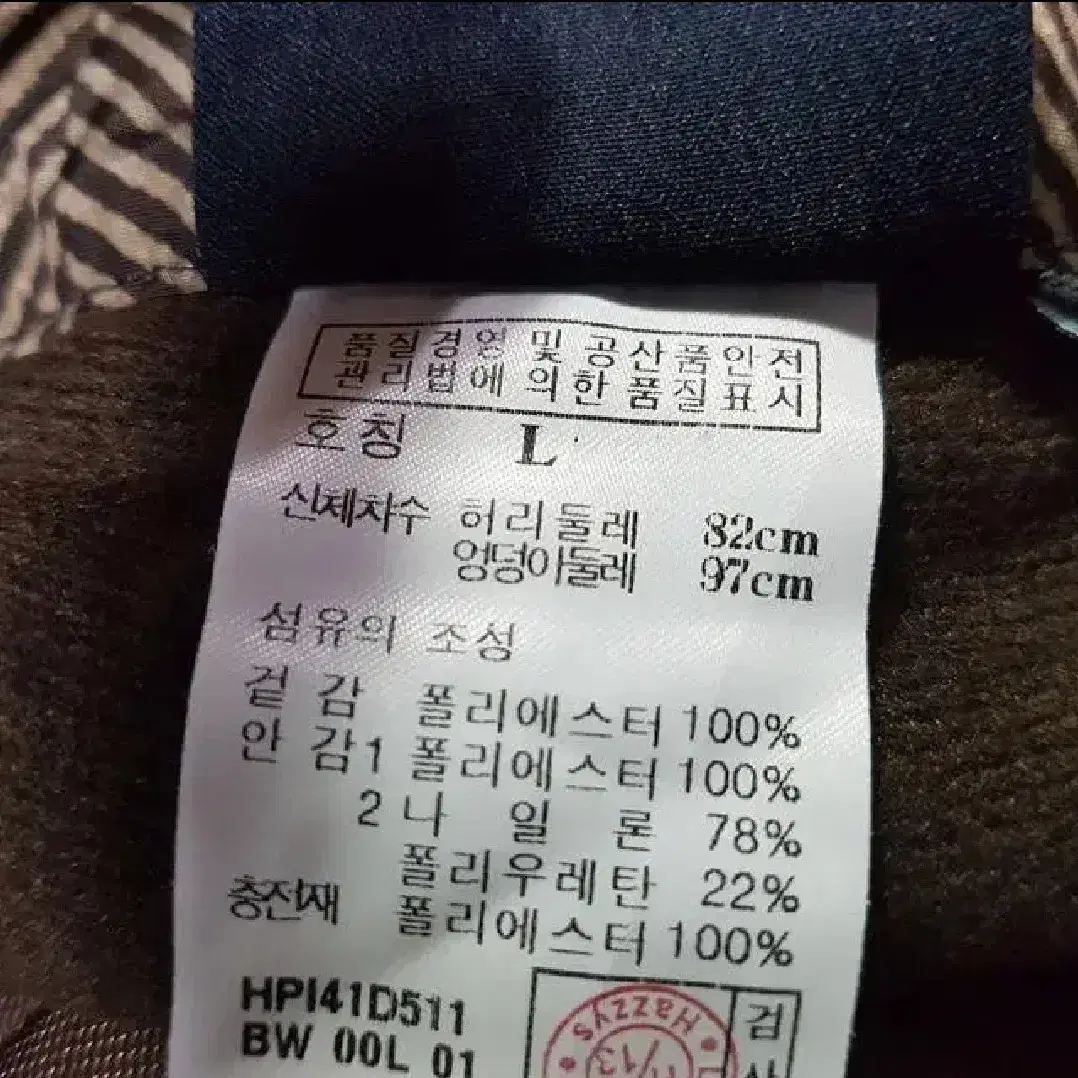 품질경영 및 공산품안전
관리법에 의한 품질표시
호칭 L
신체차수 허리둘레 82cm
엉덩아둘레 97cm
섬유의 조성
겉감 폴리에스터 100%
안감1 폴리에스터 100%
2 나일론 78%
폴리우레탄 22%
충전재 폴리에스터 100%
HPI41D511
BW 00L 01
Hazzys
검